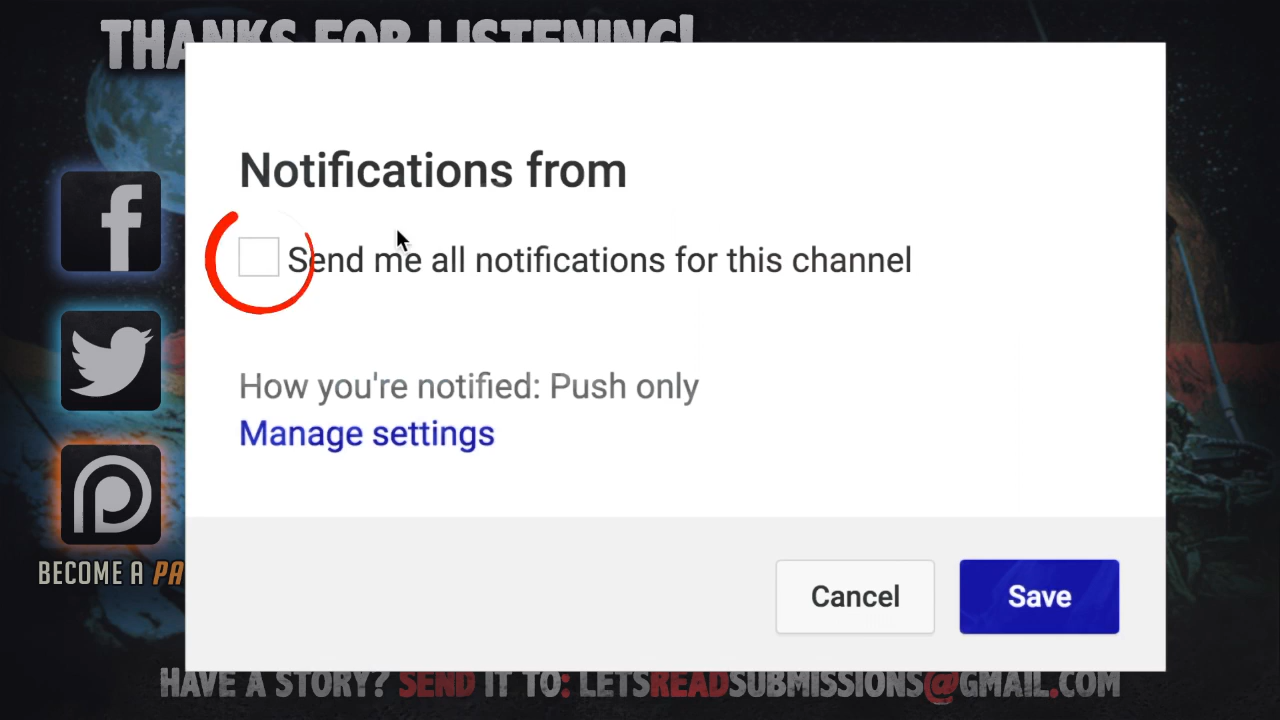 THANKS FOR LISTENING!
Notifications from
Send me all notifications for this channel
How you're notified: Push only
Manage settings
BECOME A PA
Cancel
Save
HAVE A STORY? SEND IT TO: LETSREADSUBMISSIONS@GMAIL.COM